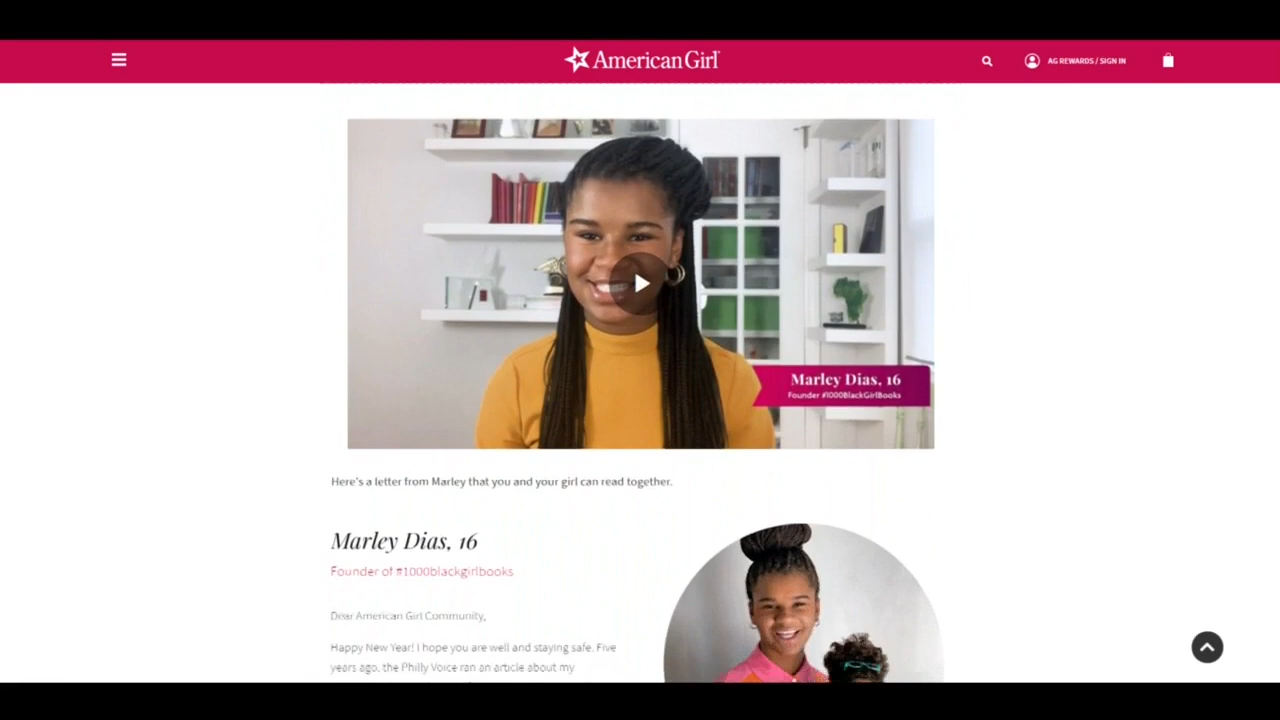 American Girl
AG REWARDS / SIGN IN
Marley Dias, 16
Founder #1000BlackGirlBooks
Here's a letter from Marley that you and your girl can read together.
Marley Dias, 16
Founder of #1000blackgirlbooks
Dear American Girl Community,
Happy New Year! I hope you are well and staying safe. Five
years ago, the Philly Voice ran an article about my